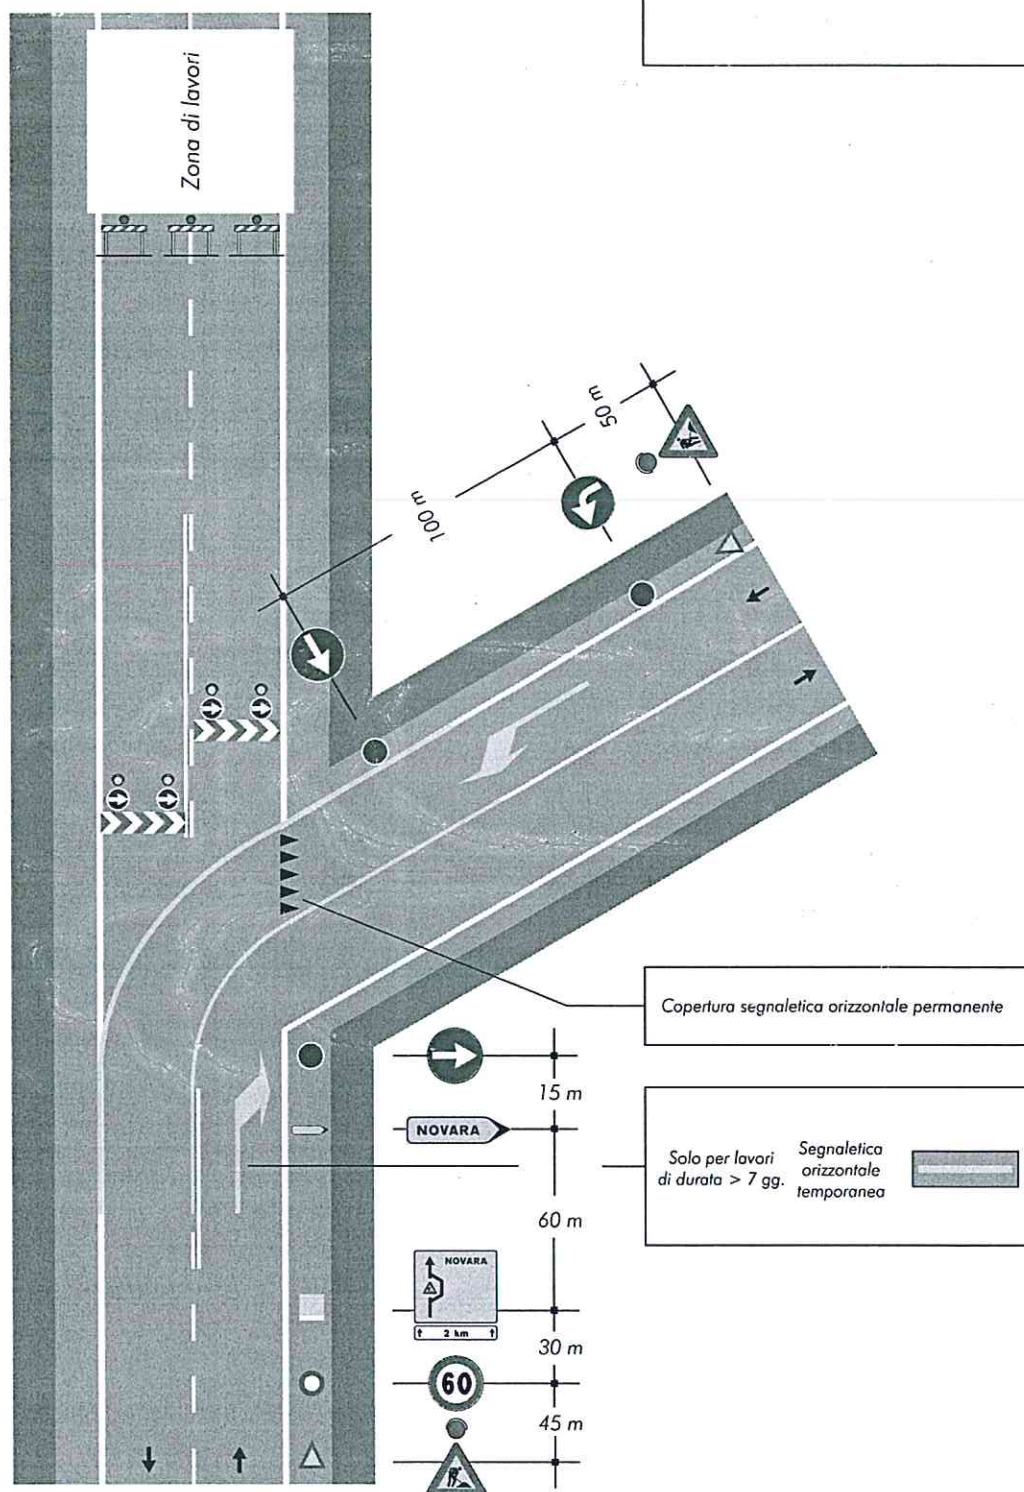 Zona di lavori
50 m
100 m
Copertura segnaletica orizzontale permanente
15 m
NOVARA
Solo per lavori
di durata > 7 gg.
Segnaletica
orizzontale
temporanea
60 m
NOVARA
2 km
30 m
60
45 m